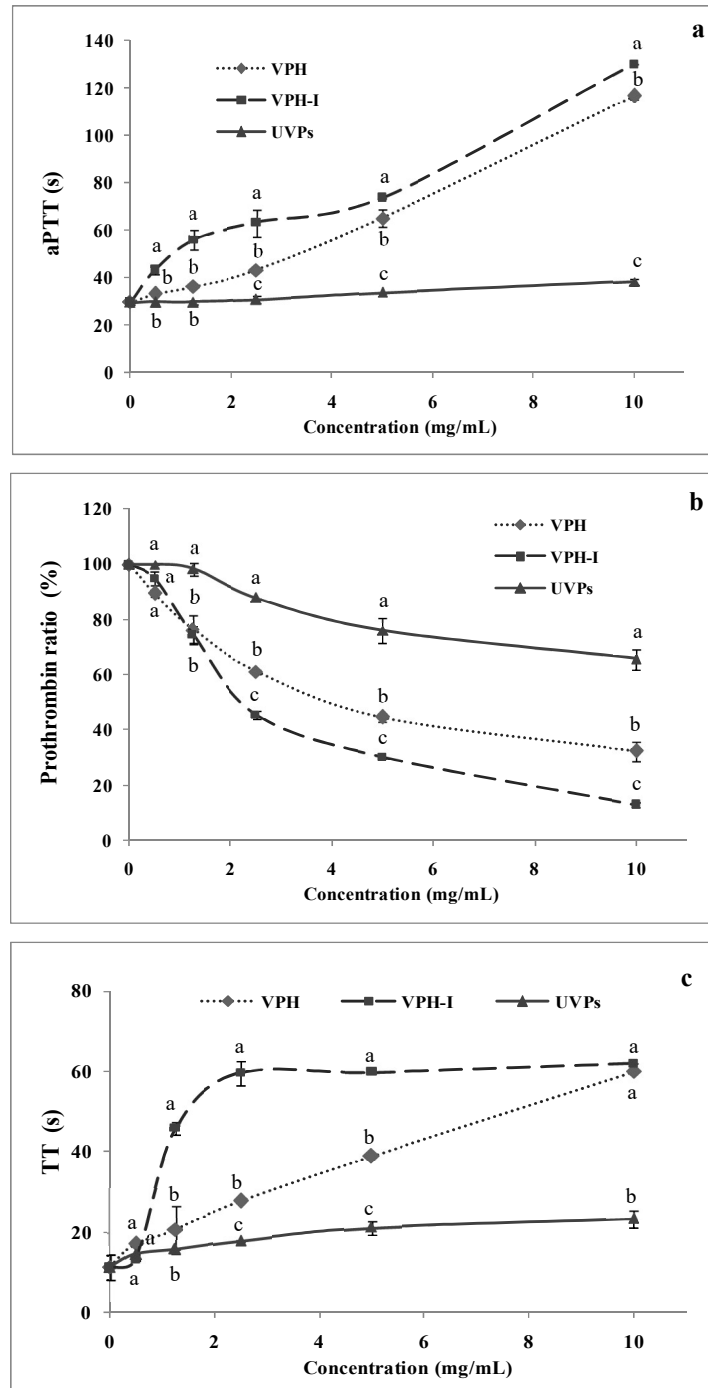 a
140
120
100
80
60
40
20
0
aPTT (s)
VPH
VPH-I
UVPs
a
a
a
a
a
b
b
b
b
b
b
b
c
c
c
0 2 4 6 8 10
Concentration (mg/mL)
b
120
100
80
60
40
20
0
Prothrombin ratio (%)
VPH
VPH-I
UVPs
a
a
a
a
a
a
a
b
b
b
b
b
c
c
c
0 2 4 6 8 10
Concentration (mg/mL)
c
80
60
40
20
0
TT (s)
VPH VPH-I UVPs
a
a
a
a
a
a
a
a
b
b
b
b
b
c
c
0 2 4 6 8 10
Concentration (mg/mL)